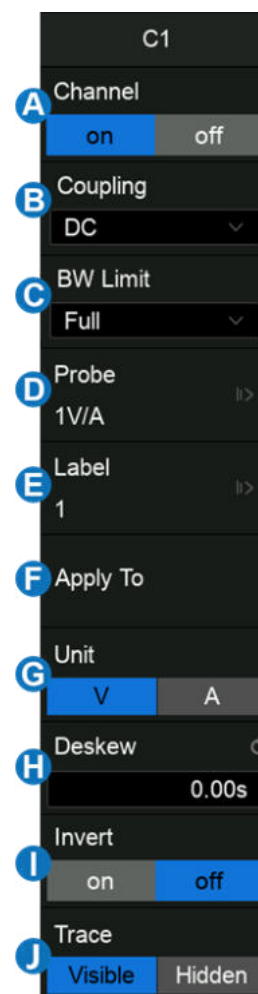 C1
A Channel
on off
B Coupling
DC
C BW Limit
Full
D Probe
1V/A
E Label
1
F Apply To
G Unit
V A
H Deskew
0.00s
I Invert
on off
J Trace
Visible Hidden